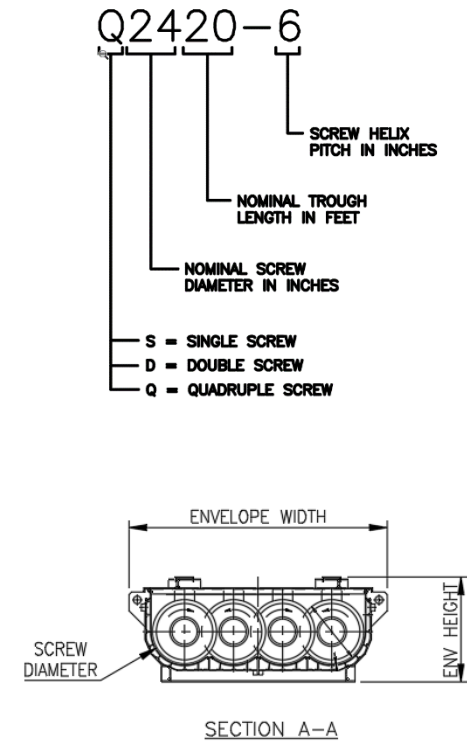 Q2420-6
SCREW HELIX
PITCH IN INCHES
NOMINAL TROUGH
LENGTH IN FEET
NOMINAL SCREW
DIAMETER IN INCHES
S = SINGLE SCREW
D = DOUBLE SCREW
Q = QUADRUPLE SCREW
ENVELOPE WIDTH
ENV HEIGHT
SCREW
DIAMETER
SECTION A-A